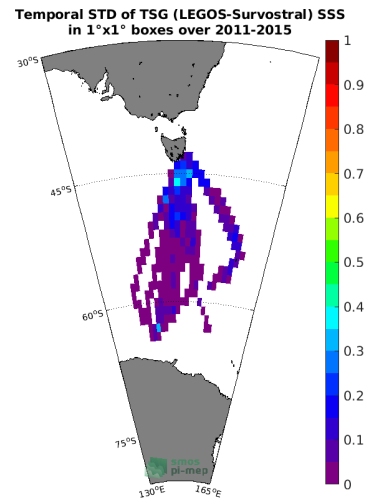 Temporal STD of TSG (LEGOS-Survostral) SSS
in 1°x1° boxes over 2011-2015
30°S
45°S
60°S
75°S
130°E
165°E
1
0.9
0.8
0.7
0.6
0.5
0.4
0.3
0.2
0.1
0
smos
pi-mep